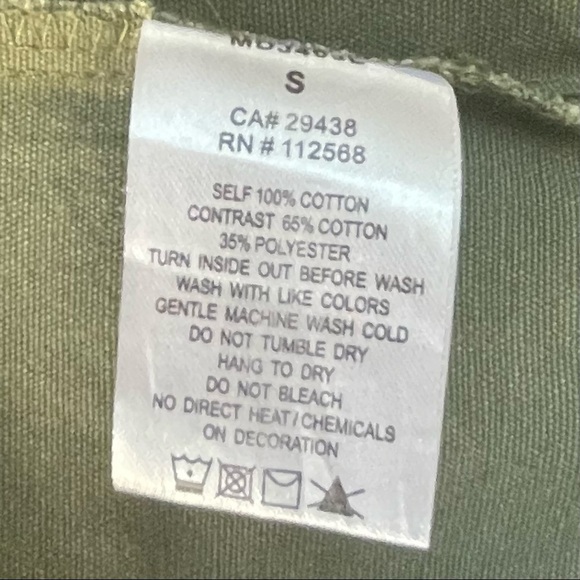 S
CA# 29438
RN # 112568
SELF 100% COTTON
CONTRAST 65% COTTON
35% POLYESTER
TURN INSIDE OUT BEFORE WASH
WASH WITH LIKE COLORS
GENTLE MACHINE WASH COLD
DO NOT TUMBLE DRY
HANG TO DRY
DO NOT BLEACH
NO DIRECT HEAT/CHEMICALS
ON DECORATION